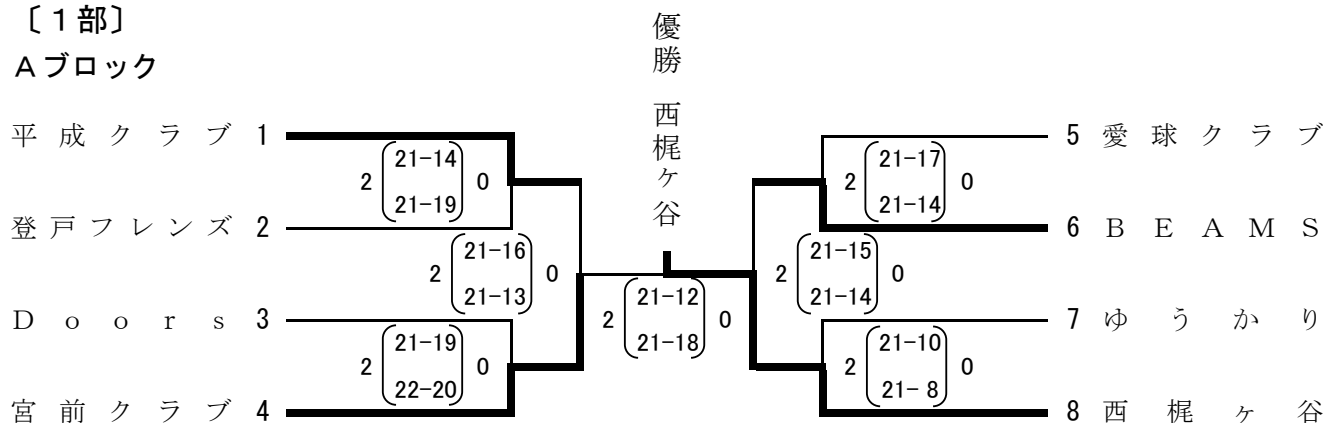 〔１部〕
Ａブロック
優勝 西梶ヶ谷
平成クラブ 1
21-14
2 0
21-19
登戸フレンズ 2
21-16
2 0
21-13
Ｄｏｏｒｓ 3
21-19
2 0
22-20
宮前クラブ 4
21-12
2 0
21-18
5 愛球クラブ
21-17
2 0
21-14
6 ＢＥＡＭＳ
21-15
2 0
21-14
7 ゆうかり
21-10
2 0
21- 8
8 西梶ヶ谷